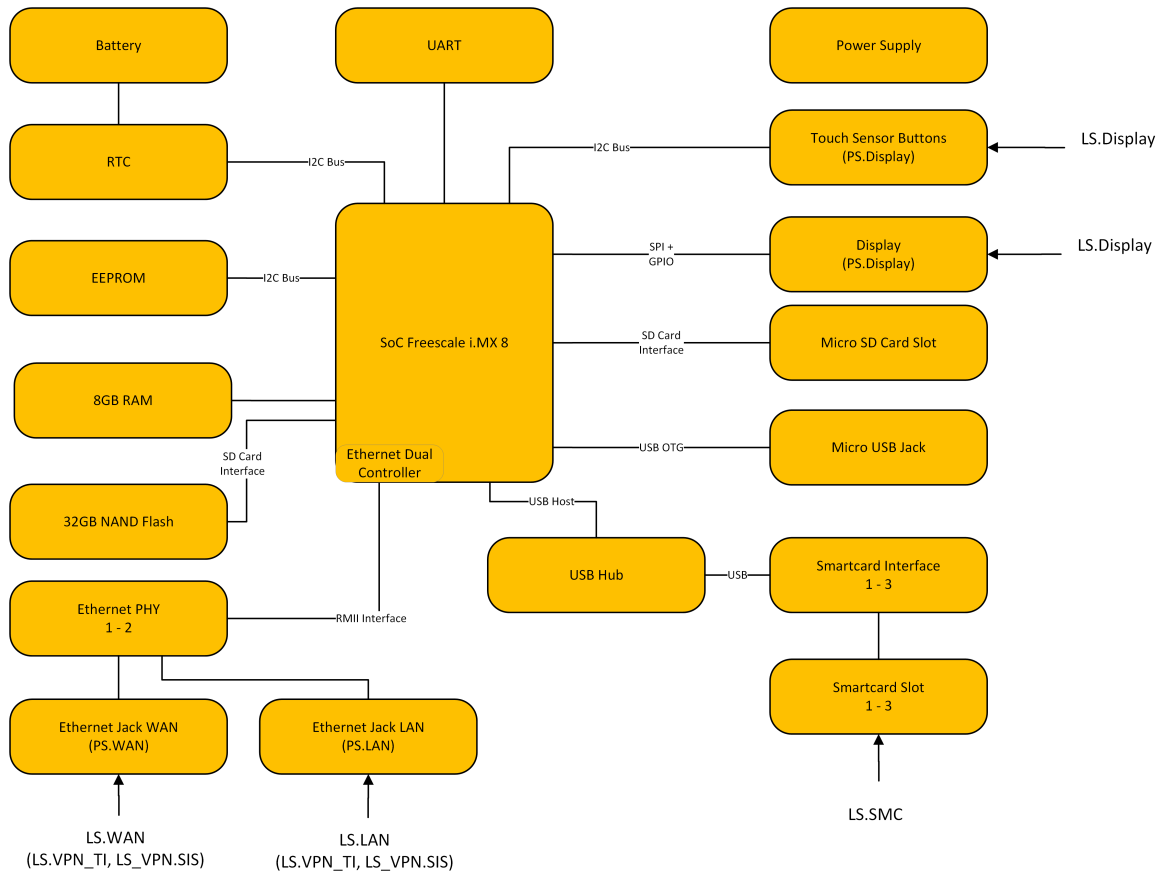 Battery
UART
Power Supply
Touch Sensor Buttons
(PS.Display)
LS.Display
RTC
I2C Bus
I2C Bus
Display
(PS.Display)
LS.Display
SPI +
GPIO
EEPROM
I2C Bus
SoC Freescale i.MX 8
SD Card
Interface
Micro SD Card Slot
8GB RAM
SD Card
Interface
Ethernet Dual
Controller
USB OTG
Micro USB Jack
32GB NAND Flash
USB Host
USB Hub
USB
Smartcard Interface
1 - 3
Ethernet PHY
1 - 2
RMII Interface
Smartcard Slot
1 - 3
Ethernet Jack WAN
(PS.WAN)
Ethernet Jack LAN
(PS.LAN)
LS.SMC
LS.WAN
(LS.VPN_TI, LS_VPN.SIS)
LS.LAN
(LS.VPN_TI, LS_VPN.SIS)